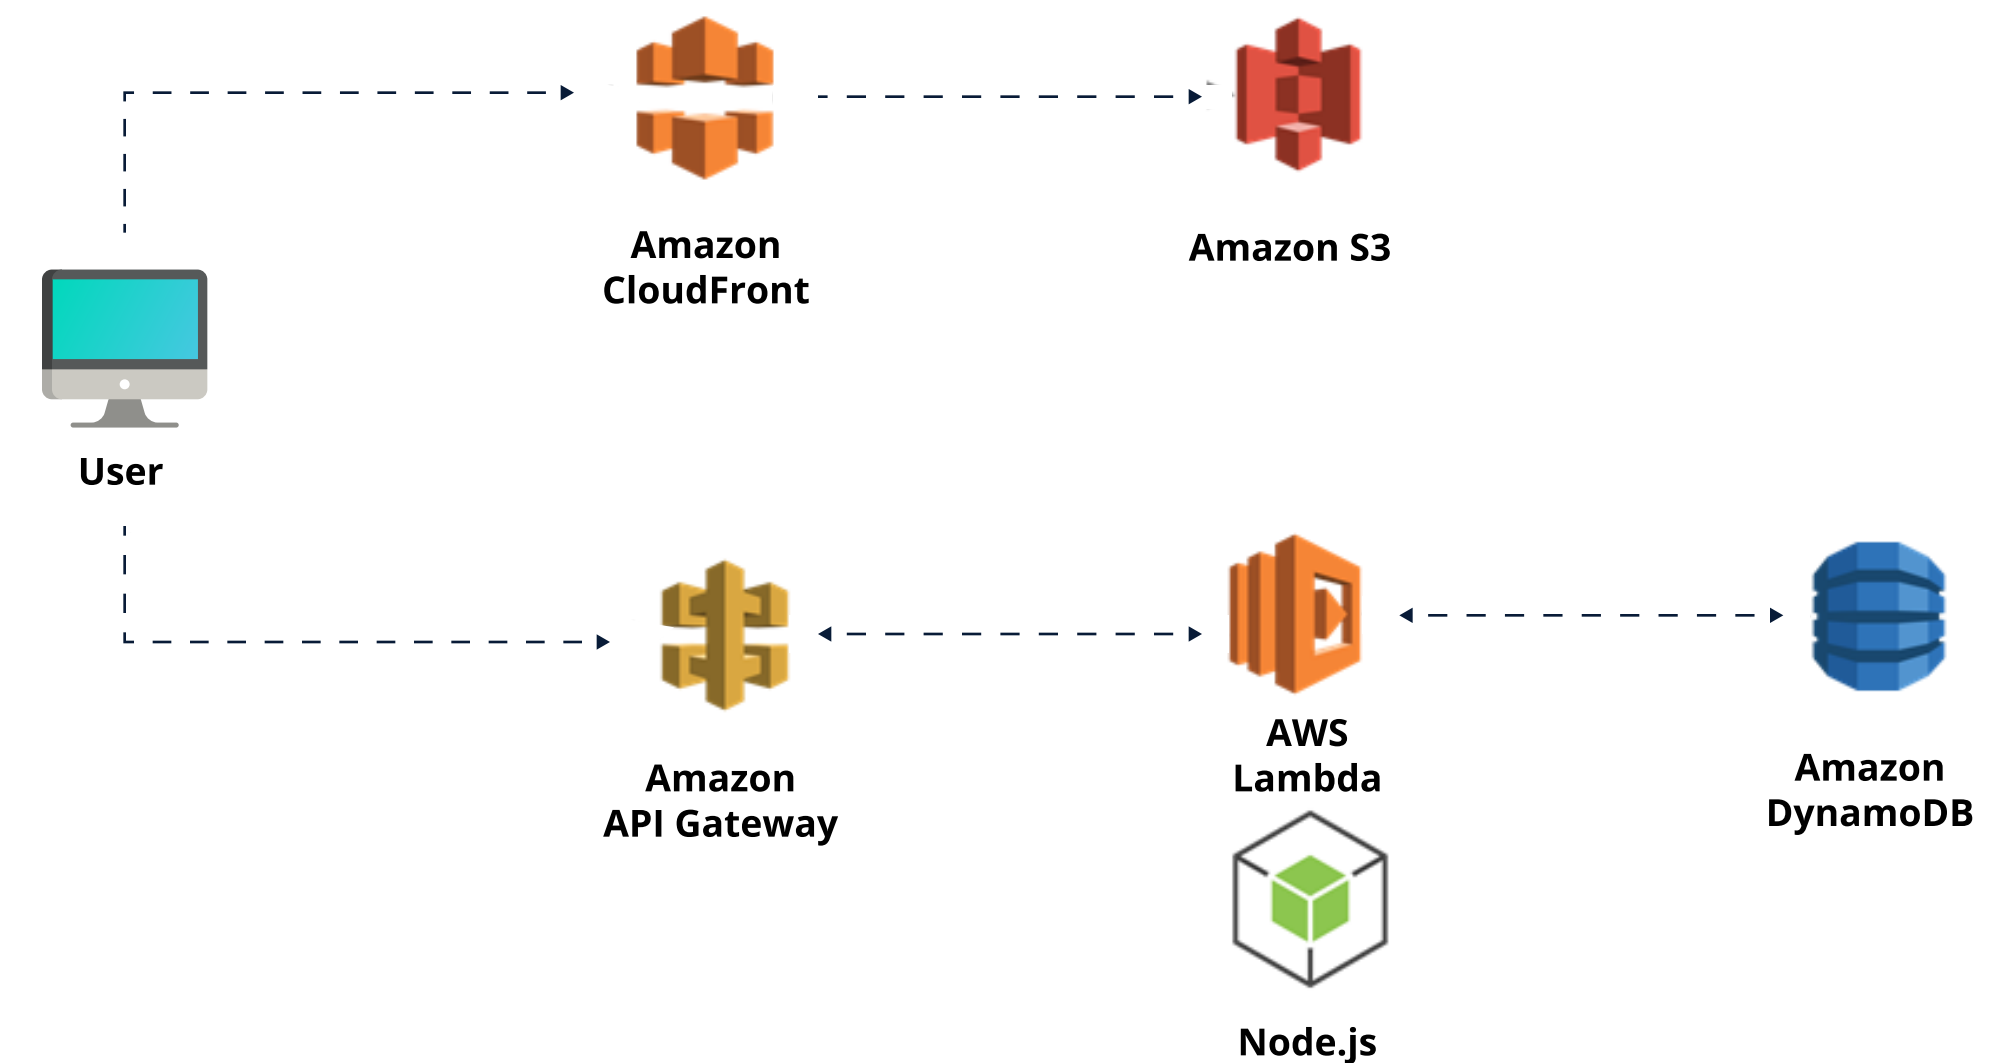 Amazon
CloudFront
Amazon S3
User
Amazon
API Gateway
AWS
Lambda
Amazon
DynamoDB
Node.js